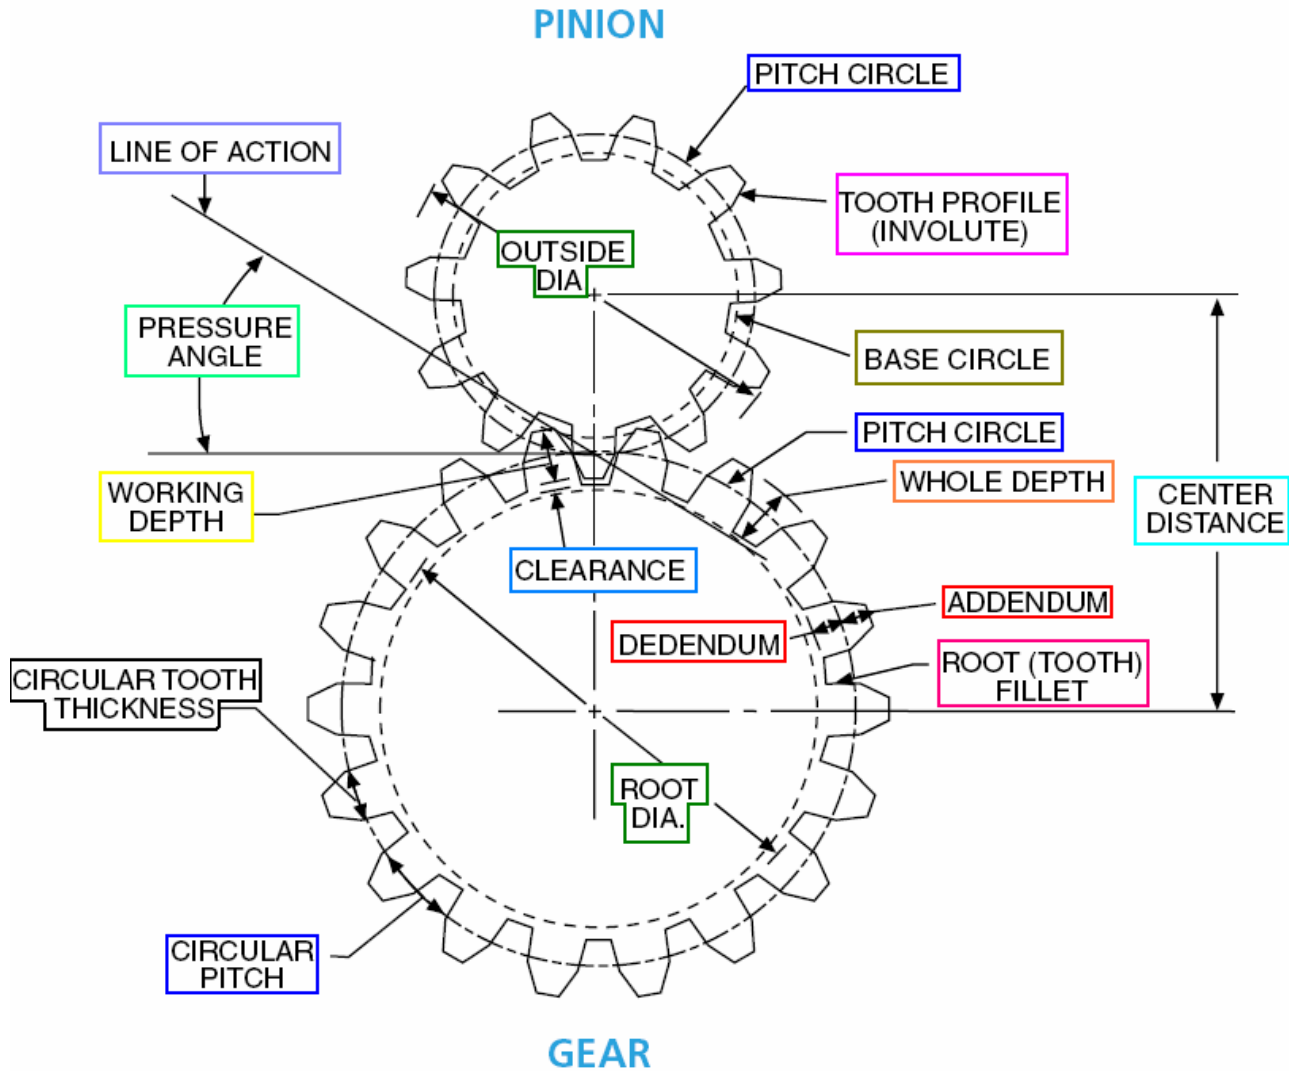 PINION
PITCH CIRCLE
LINE OF ACTION
TOOTH PROFILE
(INVOLUTE)
OUTSIDE
DIA
PRESSURE
ANGLE
BASE CIRCLE
PITCH CIRCLE
WHOLE DEPTH
WORKING
DEPTH
CENTER
DISTANCE
CLEARANCE
ADDENDUM
DEDENDUM
ROOT (TOOTH)
FILLET
CIRCULAR TOOTH
THICKNESS
ROOT
DIA.
CIRCULAR
PITCH
GEAR